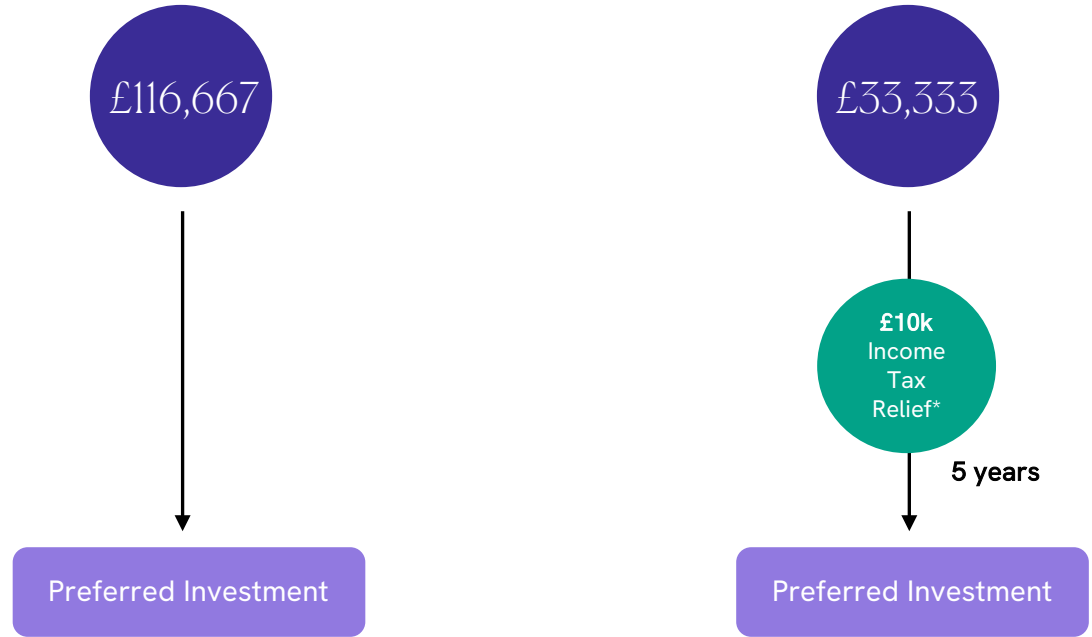 £116,667
£33,333
£10k
Income
Tax
Relief*
5 years
Preferred Investment
Preferred Investment